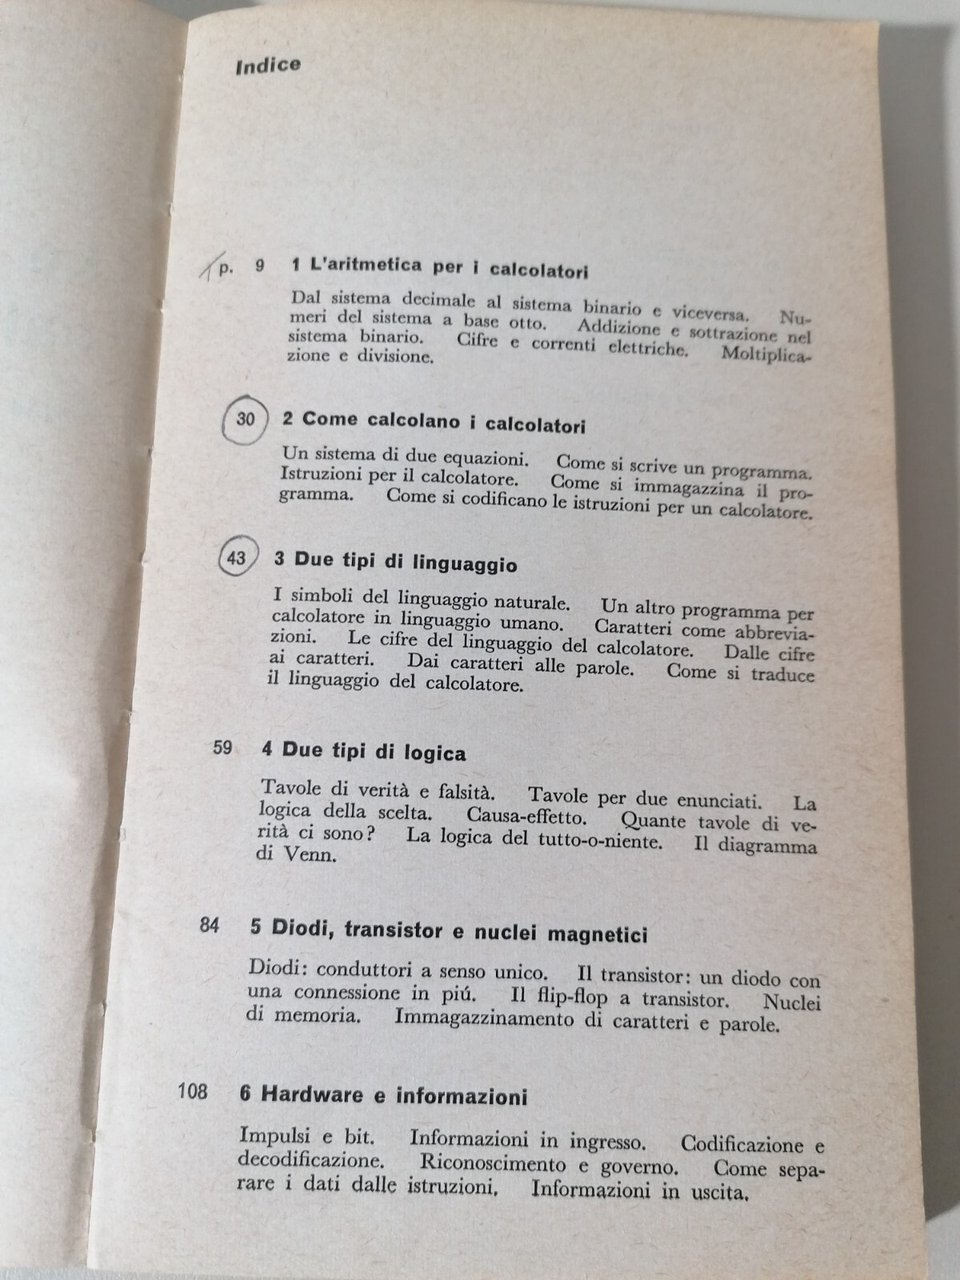 Indice
p. 9 1 L'aritmetica per i calcolatori
Dal sistema decimale al sistema binario e viceversa. Nu-
meri del sistema a base otto. Addizione e sottrazione nel
sistema binario. Cifre e correnti elettriche. Moltiplica-
zione e divisione.
30 2 Come calcolano i calcolatori
Un sistema di due equazioni. Come si scrive un programma.
Istruzioni per il calcolatore. Come si immagazzina il pro-
gramma. Come si codificano le istruzioni per un calcolatore.
43 3 Due tipi di linguaggio
I simboli del linguaggio naturale. Un altro programma per
calcolatore in linguaggio umano. Caratteri come abbrevia-
zioni. Le cifre del linguaggio del calcolatore. Dalle cifre
ai caratteri. Dai caratteri alle parole. Come si traduce
il linguaggio del calcolatore.
59 4 Due tipi di logica
Tavole di verità e falsità. Tavole per due enunciati. La
logica della scelta. Causa-effetto. Quante tavole di ve-
rità ci sono? La logica del tutto-o-niente. Il diagramma
di Venn.
84 5 Diodi, transistor e nuclei magnetici
Diodi: conduttori a senso unico. Il transistor: un diodo con
una connessione in piú. Il flip-flop a transistor. Nuclei
di memoria. Immagazzinamento di caratteri e parole.
108 6 Hardware e informazioni
Impulsi e bit. Informazioni in ingresso. Codificazione e
decodificazione. Riconoscimento e governo. Come sepa-
rare i dati dalle istruzioni. Informazioni in uscita.